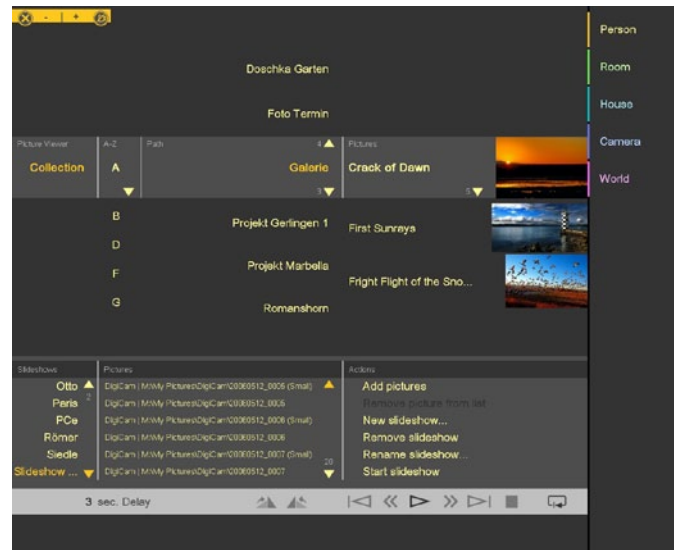 - | +
Person
Room
House
Camera
World
Doschka Garten
Foto Termin
Picture Viewer A-Z Path 4 Pictures
Collection A Galerie Crack of Dawn
3 5
B Projekt Gerlingen 1 First Sunrays
D
F Projekt Marbella Fright Flight of the Sno...
G Romanshorn
Slideshows Pictures Actions
Otto DigiCam | M:\My Pictures\DigiCam\20060512_0005 (Small) Add pictures
Paris 2 DigiCam | M:\My Pictures\DigiCam\20060512_0005 Remove picture from list
PCe DigiCam | M:\My Pictures\DigiCam\20060512_0006 (Small) New slideshow...
Römer DigiCam | M:\My Pictures\DigiCam\20060512_0006 Remove slideshow
Siedle DigiCam | M:\My Pictures\DigiCam\20060512_0007 (Small) Rename slideshow...
Slideshow ... DigiCam | M:\My Pictures\DigiCam\20060512_0007 Start slideshow
3 sec. Delay